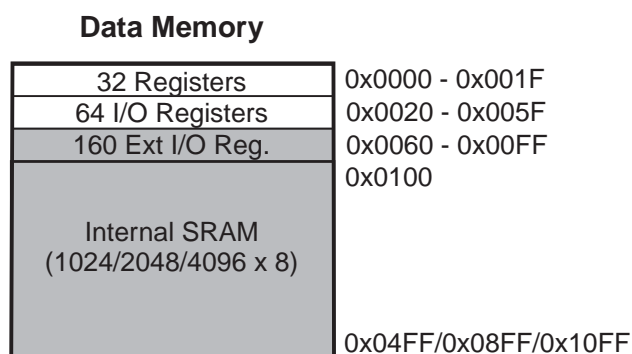 Data Memory
32 Registers 0x0000 - 0x001F
64 I/O Registers 0x0020 - 0x005F
160 Ext I/O Reg. 0x0060 - 0x00FF
0x0100
Internal SRAM
(1024/2048/4096 x 8)
0x04FF/0x08FF/0x10FF